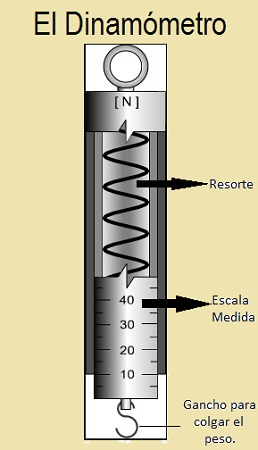 El Dinamómetro
[N]
Resorte
40
Escala
Medida
30
20
10
Gancho para
colgar el
peso.